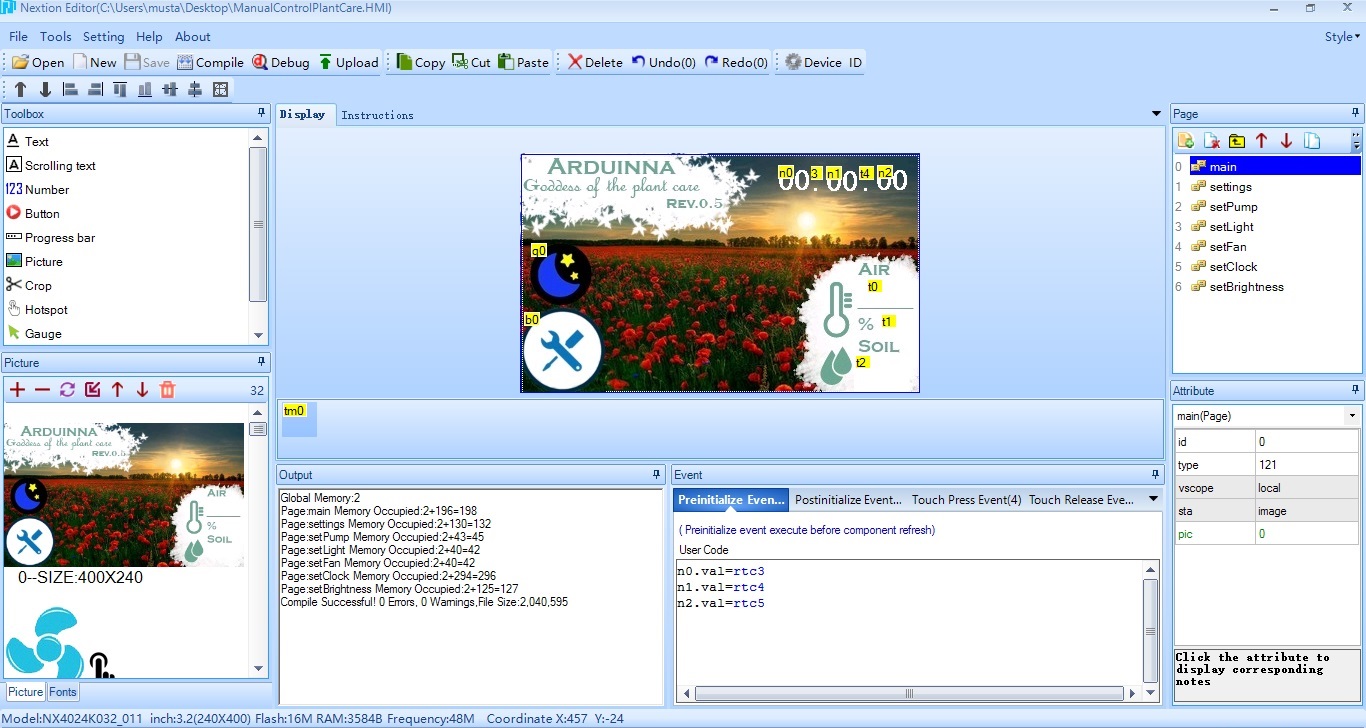 Nextion Editor(C:\Users\musta\Desktop\ManualControlPlantCare.HMI)
File Tools Setting Help About
Style
Open New Save Compile Debug Upload Copy Cut Paste Delete Undo(0) Redo(0) Device ID
Toolbox
Text
Scrolling text
123 Number
Button
Progress bar
Picture
Crop
Hotspot
Gauge
Picture
32
ARDUINNA
Goddess of the plant care
REV.0.5
AIR
%
SOIL
0--SIZE:400X240
Picture Fonts
Display Instructions
ARDUINNA
Goddess of the plant care
REV.0.5
n0 3 n1 t4 n2
00:00:00
q0
b0
AIR
t0
% t1
SOIL
t2
tm0
Output
Global Memory:2
Page:main Memory Occupied:2+196=198
Page:settings Memory Occupied:2+130=132
Page:setPump Memory Occupied:2+43=45
Page:setLight Memory Occupied:2+40=42
Page:setFan Memory Occupied:2+40=42
Page:setClock Memory Occupied:2+294=296
Page:setBrightness Memory Occupied:2+125=127
Compile Successful! 0 Errors, 0 Warnings,File Size:2,040,595
Event
Preinitialize Even... Postinitialize Event... Touch Press Event(4) Touch Release Eve...
( Preinitialize event execute before component refresh)
User Code
n0.val=rtc3
n1.val=rtc4
n2.val=rtc5
Page
0 main
1 settings
2 setPump
3 setLight
4 setFan
5 setClock
6 setBrightness
Attribute
main(Page)
id 0
type 121
vscope local
sta image
pic 0
Click the attribute to
display corresponding
notes
Model:NX4024K032_011 inch:3.2(240X400) Flash:16M RAM:3584B Frequency:48M Coordinate X:457 Y:-24